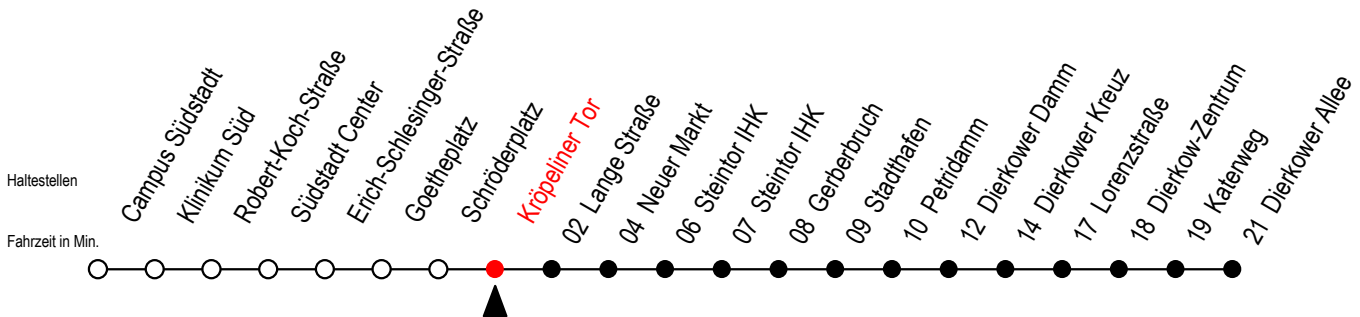 Haltestellen
Fahrzeit in Min.
Campus Südstadt
Klinikum Süd
Robert-Koch-Straße
Südstadt Center
Erich-Schlesinger-Straße
Goetheplatz
Schröderplatz
Kröpeliner Tor
02 Lange Straße
04 Neuer Markt
06 Steintor IHK
07 Steintor IHK
08 Gerberbruch
09 Stadthafen
10 Petridamm
12 Dierkower Damm
14 Dierkower Kreuz
17 Lorenzstraße
18 Dierkow-Zentrum
19 Katerweg
21 Dierkower Allee